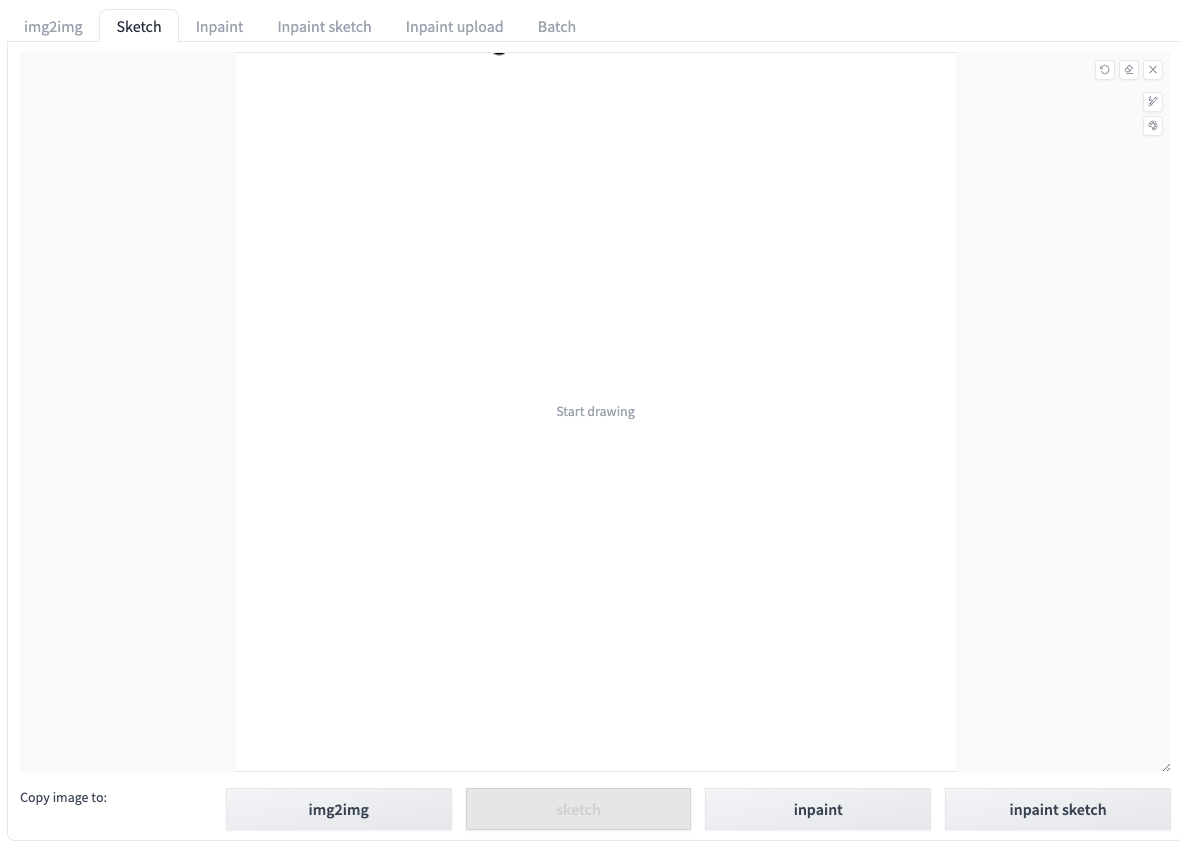 img2img Sketch Inpaint Inpaint sketch Inpaint upload Batch
Start drawing
Copy image to: img2img sketch inpaint inpaint sketch